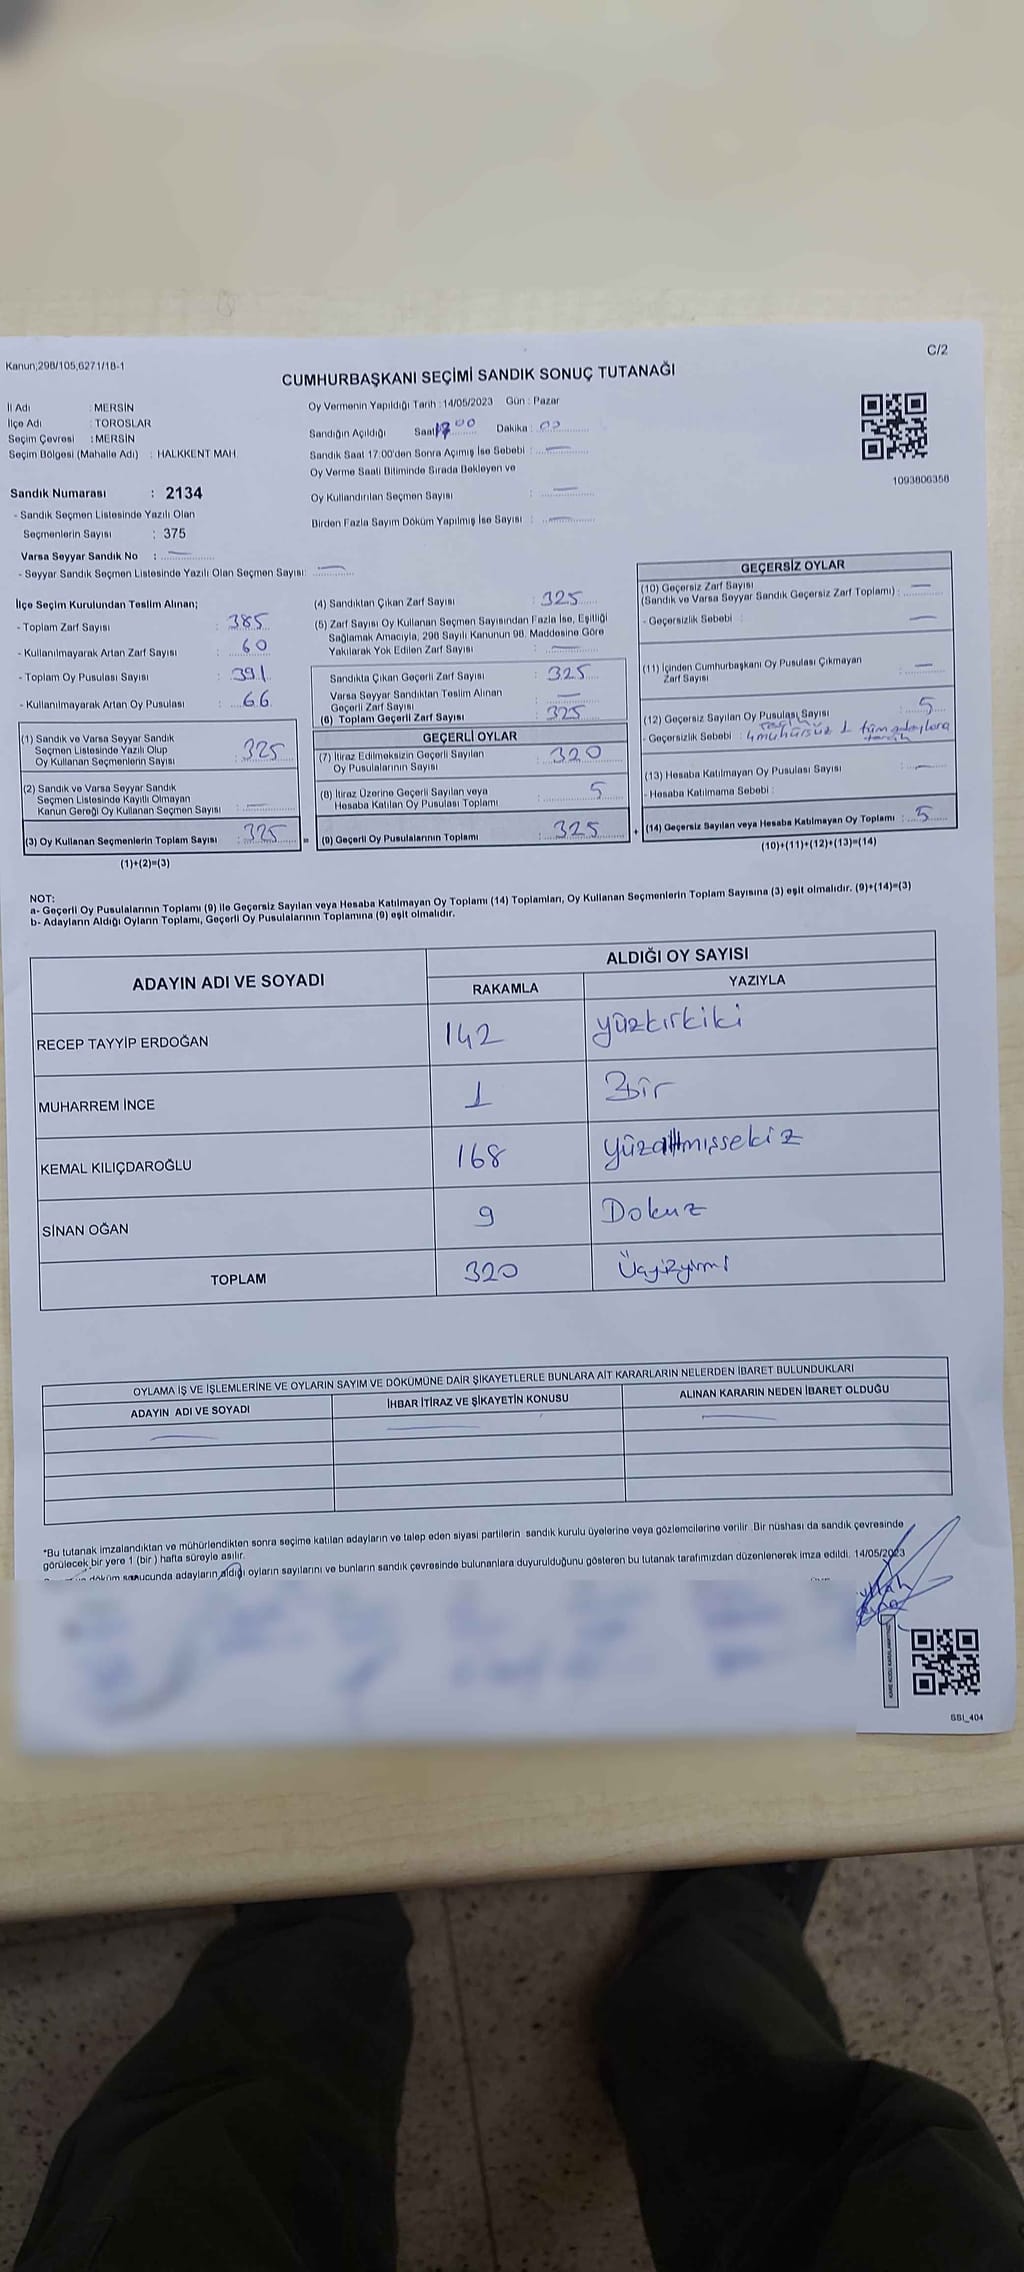 Kanun;298/105,6271/18-1
C/2
CUMHURBAŞKANI SEÇİMİ SANDIK SONUÇ TUTANAĞI
İl Adı : MERSİN
İlçe Adı : TOROSLAR
Seçim Çevresi : MERSİN
Seçim Bölgesi (Mahalle Adı) : HALKKENT MAH.
Oy Vermenin Yapıldığı Tarih : 14/05/2023 Gün : Pazar
Sandığın Açıldığı Saat 17 00 Dakika : 00
Sandık Saat 17:00'den Sonra Açımış İse Sebebi : —
Oy Verme Saati Bitiminde Sırada Bekleyen ve
Oy Kullandırılan Seçmen Sayısı : —
Birden Fazla Sayım Döküm Yapılmış İse Sayısı : —
1093806358
Sandık Numarası : 2134
- Sandık Seçmen Listesinde Yazılı Olan
Seçmenlerin Sayısı : 375
Varsa Seyyar Sandık No : —
- Seyyar Sandık Seçmen Listesinde Yazılı Olan Seçmen Sayısı: —
İlçe Seçim Kurulundan Teslim Alınan;
- Toplam Zarf Sayısı : 385
- Kullanılmayarak Artan Zarf Sayısı : 60
- Toplam Oy Pusulası Sayısı : 391
- Kullanılmayarak Artan Oy Pusulası : 66
(1) Sandık ve Varsa Seyyar Sandık
Seçmen Listesinde Yazılı Olup
Oy Kullanan Seçmenlerin Sayısı : 325
(2) Sandık ve Varsa Seyyar Sandık
Seçmen Listesinde Kayıtlı Olmayan
Kanun Gereği Oy Kullanan Seçmen Sayısı : —
(3) Oy Kullanan Seçmenlerin Toplam Sayısı : 325
(1)+(2)=(3)
(4) Sandıktan Çıkan Zarf Sayısı : 325
(5) Zarf Sayısı Oy Kullanan Seçmen Sayısından Fazla İse, Eşitliği
Sağlamak Amacıyla, 298 Sayılı Kanunun 98. Maddesine Göre
Yakılarak Yok Edilen Zarf Sayısı : —
Sandıkta Çıkan Geçerli Zarf Sayısı : 325
Varsa Seyyar Sandıktan Teslim Alınan
Geçerli Zarf Sayısı : —
(6) Toplam Geçerli Zarf Sayısı : 325
GEÇERLİ OYLAR
(7) İtiraz Edilmeksizin Geçerli Sayılan
Oy Pusulalarının Sayısı : 320
(8) İtiraz Üzerine Geçerli Sayılan veya
Hesaba Katılan Oy Pusulası Toplamı : 5
= (9) Geçerli Oy Pusulalarının Toplamı : 325
GEÇERSİZ OYLAR
(10) Geçersiz Zarf Sayısı
(Sandık ve Varsa Seyyar Sandık Geçersiz Zarf Toplamı) : —
- Geçersizlik Sebebi : —
(11) İçinden Cumhurbaşkanı Oy Pusulası Çıkmayan
Zarf Sayısı : —
(12) Geçersiz Sayılan Oy Pusulası Sayısı : 5
- Geçersizlik Sebebi : 4 mühürsüz 1 tüm adaylara
(13) Hesaba Katılmayan Oy Pusulası Sayısı : —
- Hesaba Katılmama Sebebi :
+ (14) Geçersiz Sayılan veya Hesaba Katılmayan Oy Toplamı : 5
(10)+(11)+(12)+(13)=(14)
NOT:
a- Geçerli Oy Pusulalarının Toplamı (9) ile Geçersiz Sayılan veya Hesaba Katılmayan Oy Toplamı (14) Toplamları, Oy Kullanan Seçmenlerin Toplam Sayısına (3) eşit olmalıdır. (9)+(14)=(3)
b- Adayların Aldığı Oyların Toplamı, Geçerli Oy Pusulalarının Toplamına (9) eşit olmalıdır.
ADAYIN ADI VE SOYADI ALDIĞI OY SAYISI
RAKAMLA YAZIYLA
RECEP TAYYİP ERDOĞAN 142 yüzkırkiki
MUHARREM İNCE 1 Bir
KEMAL KILIÇDAROĞLU 168 yüzaltmışsekiz
SİNAN OĞAN 9 Dokuz
TOPLAM 320 Üçyüzyirmi
OYLAMA İŞ VE İŞLEMLERİNE VE OYLARIN SAYIM VE DÖKÜMÜNE DAİR ŞİKAYETLERLE BUNLARA AİT KARARLARIN NELERDEN İBARET BULUNDUKLARI
ADAYIN ADI VE SOYADI İHBAR İTİRAZ VE ŞİKAYETİN KONUSU ALINAN KARARIN NEDEN İBARET OLDUĞU
— — —
*Bu tutanak imzalandıktan ve mühürlendikten sonra seçime katılan adayların ve talep eden siyasi partilerin sandık kurulu üyelerine veya gözlemcilerine verilir. Bir nüshası da sandık çevresinde
görülecek bir yere 1 (bir ) hafta süreyle asılır.
döküm sonucunda adayların aldığı oyların sayılarını ve bunların sandık çevresinde bulunanlara duyurulduğunu gösteren bu tutanak tarafımızdan düzenlenerek imza edildi. 14/05/2023
SSI_404